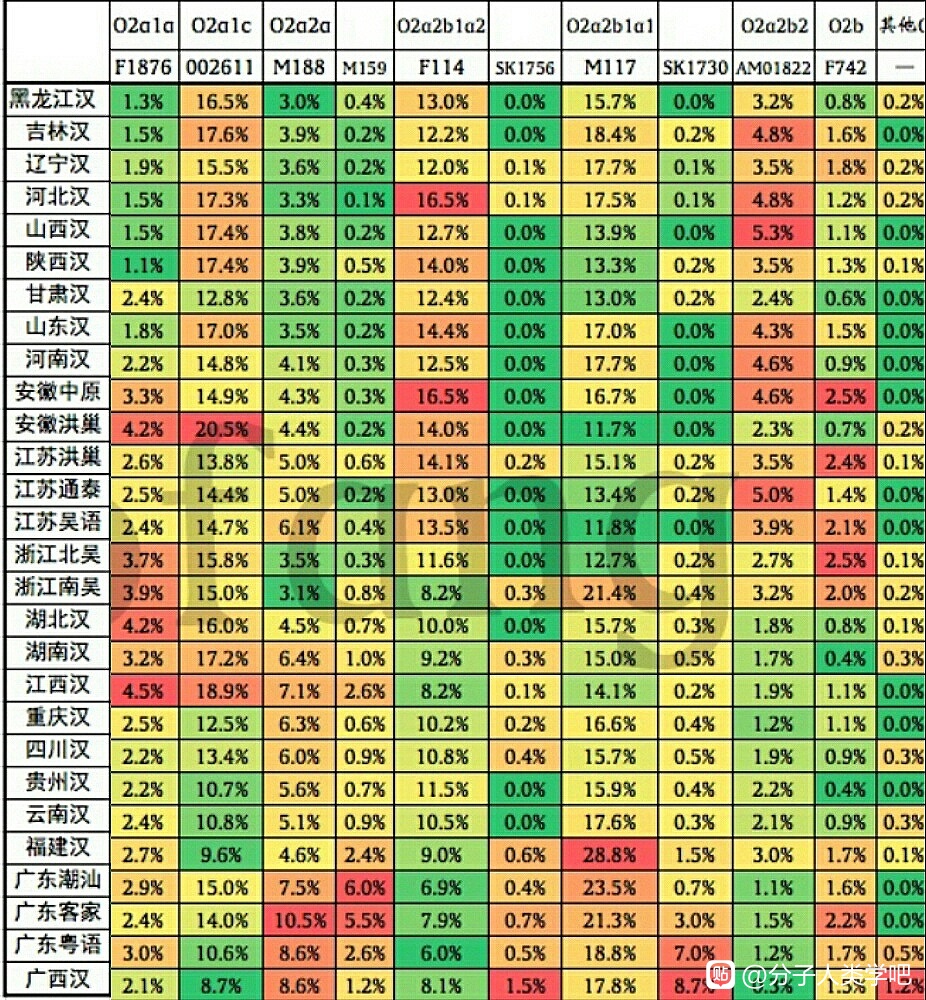 O2a1a O2a1c O2a2a O2a2b1a2 O2a2b1a1 O2a2b2 O2b 其他
F1876 002611 M188 M159 F114 SK1756 M117 SK1730 AM01822 F742 —
黑龙江汉 1.3% 16.5% 3.0% 0.4% 13.0% 0.0% 15.7% 0.0% 3.2% 0.8% 0.2%
吉林汉 1.5% 17.6% 3.9% 0.2% 12.2% 0.0% 18.4% 0.2% 4.8% 1.6% 0.0%
辽宁汉 1.9% 15.5% 3.6% 0.2% 12.0% 0.1% 17.7% 0.1% 3.5% 1.8% 0.2%
河北汉 1.5% 17.3% 3.3% 0.1% 16.5% 0.1% 17.5% 0.1% 4.8% 1.2% 0.2%
山西汉 1.5% 17.4% 3.8% 0.2% 12.7% 0.0% 13.9% 0.0% 5.3% 1.1% 0.0%
陕西汉 1.1% 17.4% 3.9% 0.5% 14.0% 0.0% 13.3% 0.2% 3.5% 1.3% 0.1%
甘肃汉 2.4% 12.8% 3.6% 0.2% 12.4% 0.0% 13.0% 0.2% 2.4% 0.6% 0.0%
山东汉 1.8% 17.0% 3.5% 0.2% 14.4% 0.0% 17.0% 0.0% 4.3% 1.5% 0.0%
河南汉 2.2% 14.8% 4.1% 0.3% 12.5% 0.0% 17.7% 0.0% 4.6% 0.9% 0.0%
安徽中原 3.3% 14.9% 4.3% 0.3% 16.5% 0.0% 16.7% 0.0% 4.6% 2.5% 0.0%
安徽洪巢 4.2% 20.5% 4.4% 0.2% 14.0% 0.0% 11.7% 0.0% 2.3% 0.7% 0.2%
江苏洪巢 2.6% 13.8% 5.0% 0.6% 14.1% 0.2% 15.1% 0.2% 3.5% 2.4% 0.1%
江苏通泰 2.5% 14.4% 5.0% 0.2% 13.0% 0.0% 13.4% 0.2% 5.0% 1.4% 0.0%
江苏吴语 2.4% 14.7% 6.1% 0.4% 13.5% 0.0% 11.8% 0.0% 3.9% 2.1% 0.0%
浙江北吴 3.7% 15.8% 3.5% 0.3% 11.6% 0.0% 12.7% 0.2% 2.7% 2.5% 0.1%
浙江南吴 3.9% 15.0% 3.1% 0.8% 8.2% 0.3% 21.4% 0.4% 3.2% 2.0% 0.2%
湖北汉 4.2% 16.0% 4.5% 0.7% 10.0% 0.0% 15.7% 0.3% 1.8% 0.8% 0.1%
湖南汉 3.2% 17.2% 6.4% 1.0% 9.2% 0.3% 15.0% 0.5% 1.7% 0.4% 0.3%
江西汉 4.5% 18.9% 7.1% 2.6% 8.2% 0.1% 14.1% 0.2% 1.9% 1.1% 0.0%
重庆汉 2.5% 12.5% 6.3% 0.6% 10.2% 0.2% 16.6% 0.4% 1.2% 1.1% 0.0%
四川汉 2.2% 13.4% 6.0% 0.9% 10.8% 0.4% 15.7% 0.5% 1.9% 0.9% 0.3%
贵州汉 2.2% 10.7% 5.6% 0.7% 11.5% 0.0% 15.9% 0.4% 2.2% 0.4% 0.0%
云南汉 2.4% 10.8% 5.1% 0.9% 10.5% 0.0% 17.6% 0.3% 2.1% 0.9% 0.3%
福建汉 2.7% 9.6% 4.6% 2.4% 9.0% 0.6% 28.8% 1.5% 3.0% 1.7% 0.1%
广东潮汕 2.9% 15.0% 7.5% 6.0% 6.9% 0.4% 23.5% 0.7% 1.1% 1.6% 0.0%
广东客家 2.4% 14.0% 10.5% 5.5% 7.9% 0.7% 21.3% 3.0% 1.5% 2.2% 0.0%
广东粤语 3.0% 10.6% 8.6% 2.6% 6.0% 0.5% 18.8% 7.0% 1.2% 1.7% 0.5%
广西汉 2.1% 8.7% 8.6% 1.2% 8.1% 1.5% 17.8% 8.7%
贴 @分子人类学吧